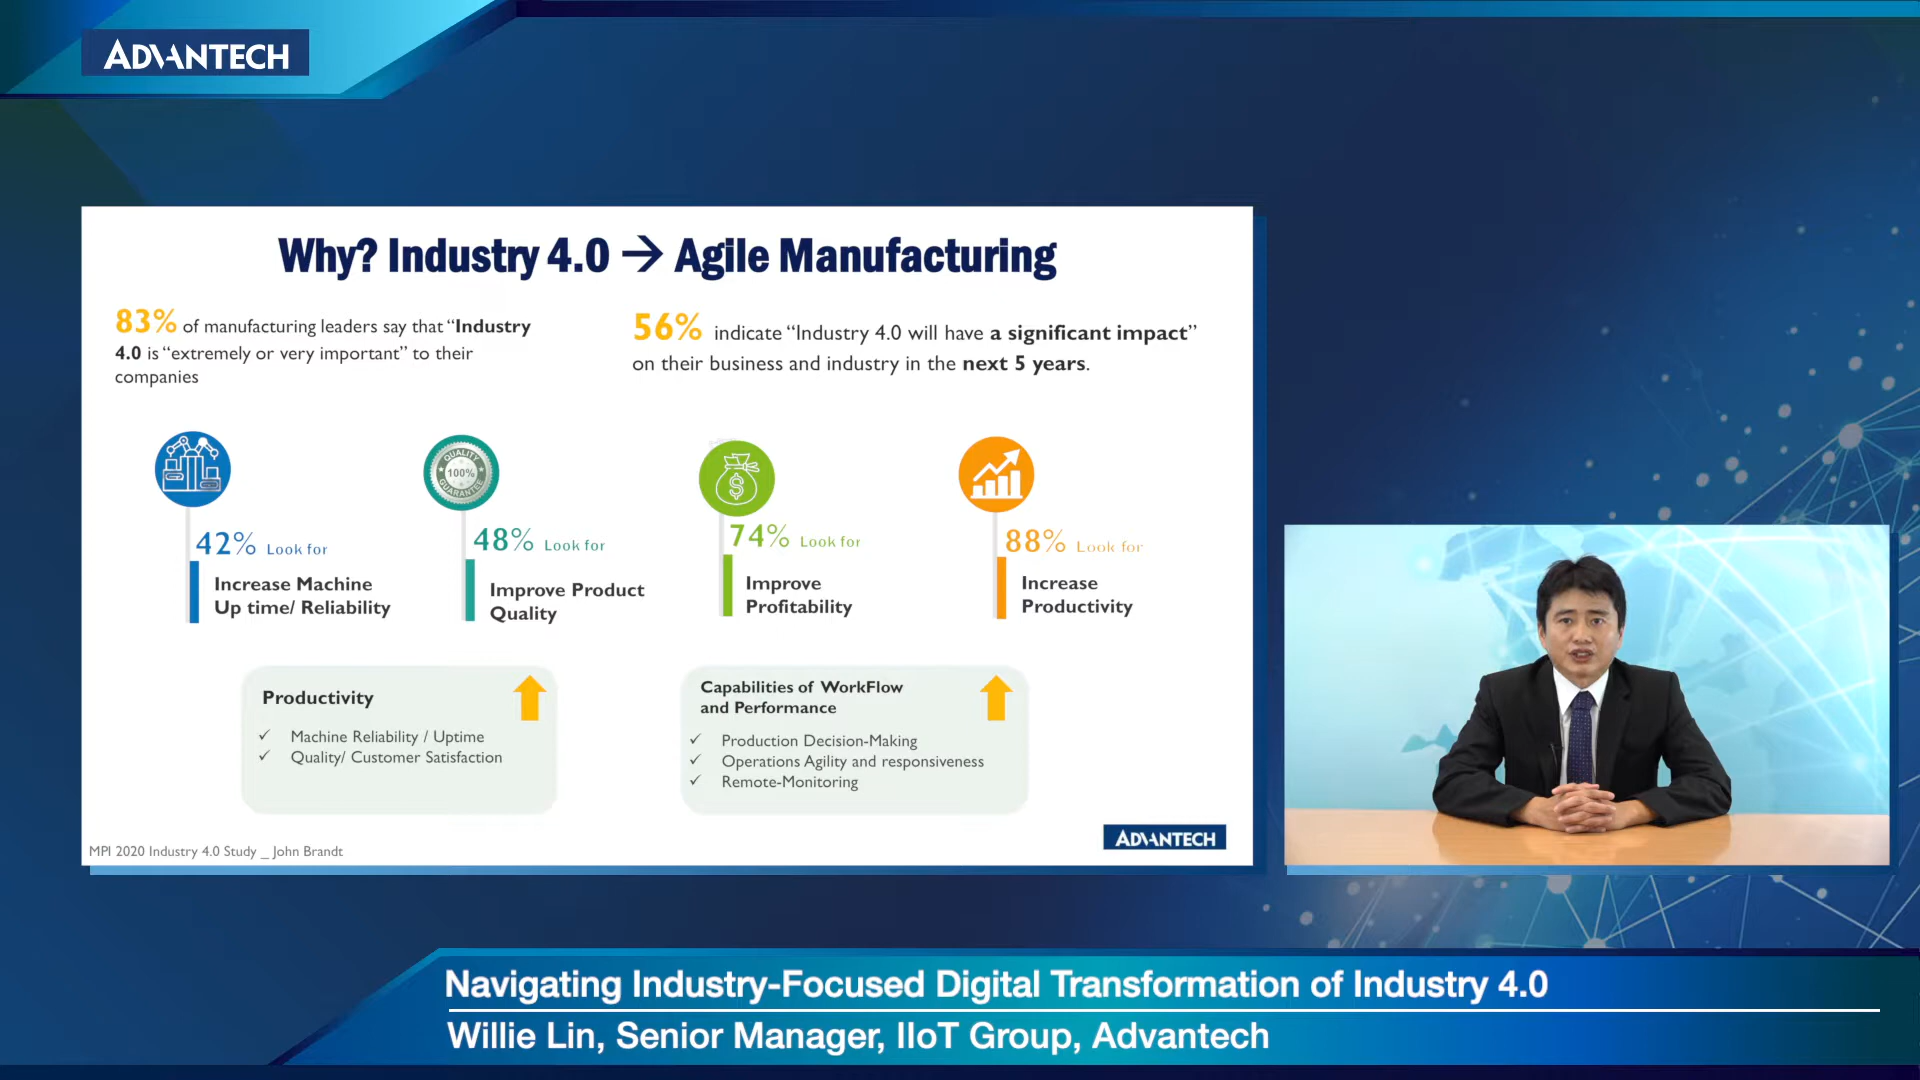 ADVANTECH
Why? Industry 4.0 → Agile Manufacturing
83% of manufacturing leaders say that “Industry
4.0 is “extremely or very important” to their
companies
56% indicate “Industry 4.0 will have a significant impact”
on their business and industry in the next 5 years.
42% Look for
Increase Machine
Up time/ Reliability
QUALITY
100%
GUARANTEE
48% Look for
Improve Product
Quality
$
74% Look for
Improve
Profitability
88% Look for
Increase
Productivity
Productivity
✓ Machine Reliability / Uptime
✓ Quality/ Customer Satisfaction
Capabilities of WorkFlow
and Performance
✓ Production Decision-Making
✓ Operations Agility and responsiveness
✓ Remote-Monitoring
MPI 2020 Industry 4.0 Study _ John Brandt
ADVANTECH
Navigating Industry-Focused Digital Transformation of Industry 4.0
Willie Lin, Senior Manager, IIoT Group, Advantech